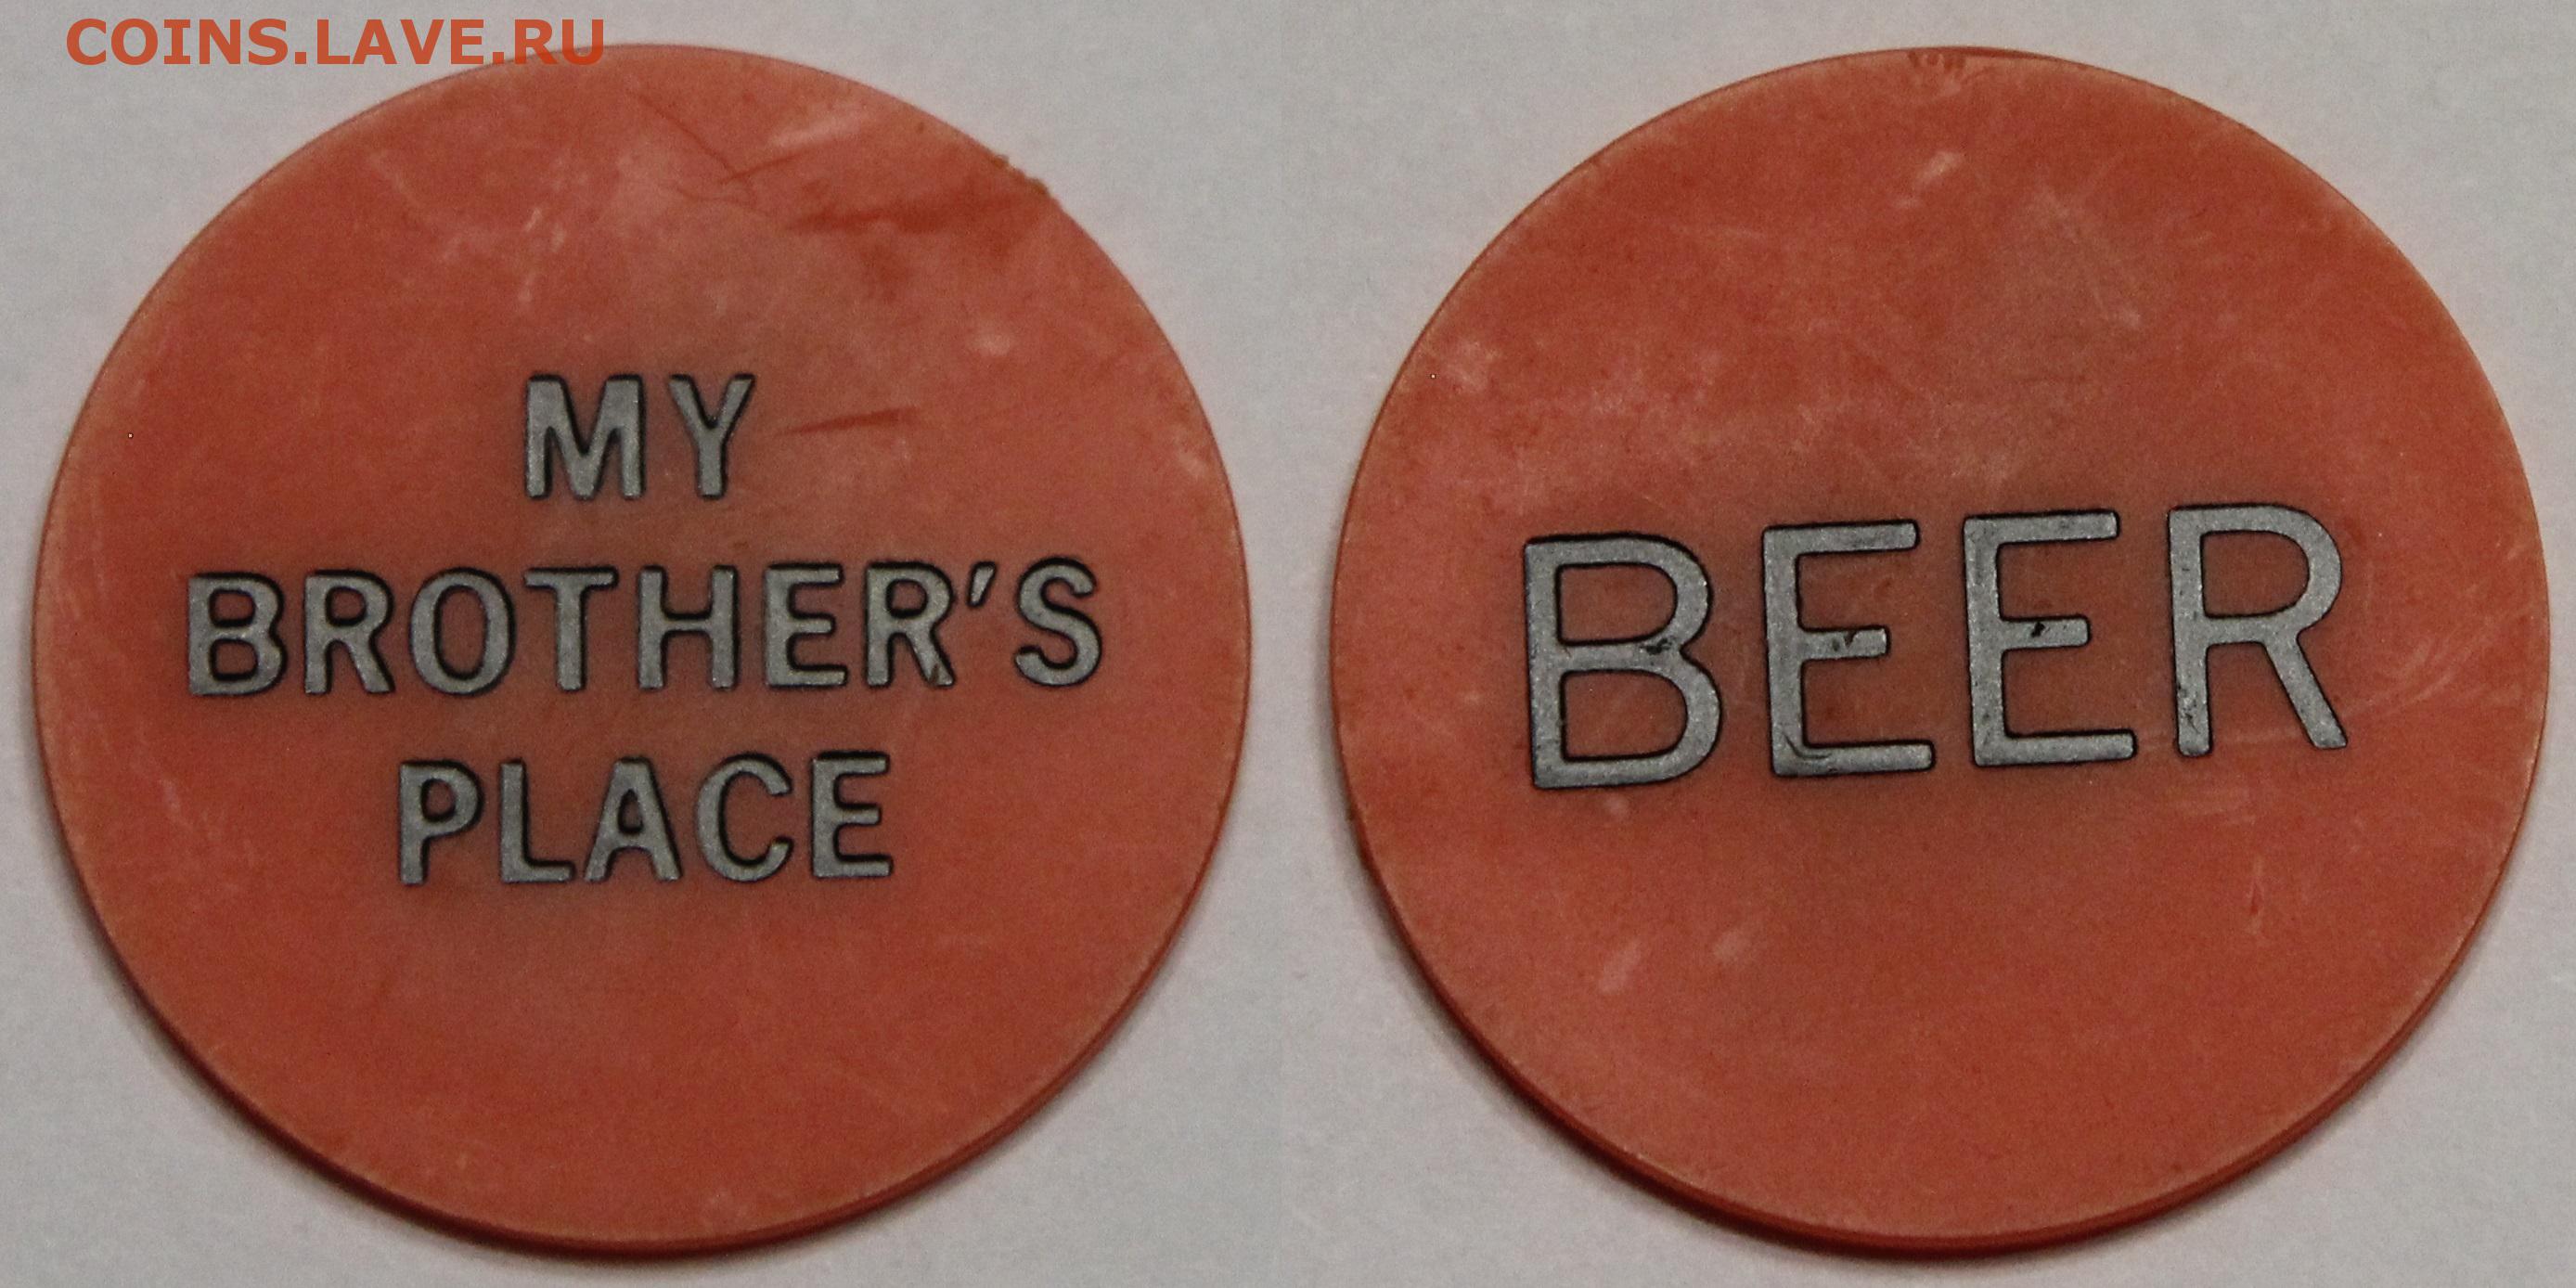 COINS.LAVE.RU
MY
BROTHER'S
PLACE
BEER